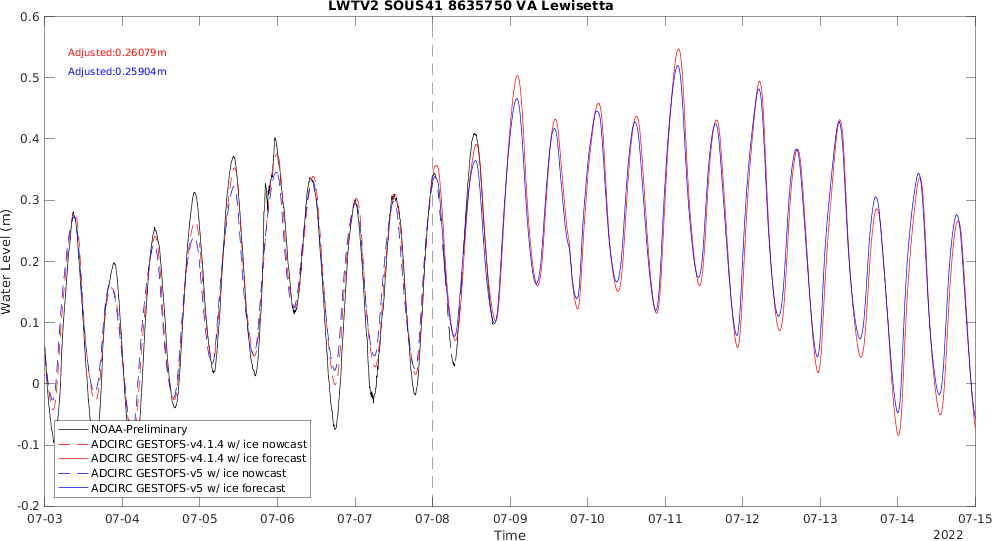 LWTV2 SOUS41 8635750 VA Lewisetta
0.6
0.5
0.4
0.3
0.2
0.1
0
-0.1
-0.2
Water Level (m)
Adjusted:0.26079m
Adjusted:0.25904m
NOAA-Preliminary
ADCIRC GESTOFS-v4.1.4 w/ ice nowcast
ADCIRC GESTOFS-v4.1.4 w/ ice forecast
ADCIRC GESTOFS-v5 w/ ice nowcast
ADCIRC GESTOFS-v5 w/ ice forecast
07-03 07-04 07-05 07-06 07-07 07-08 07-09 07-10 07-11 07-12 07-13 07-14 07-15
Time
2022